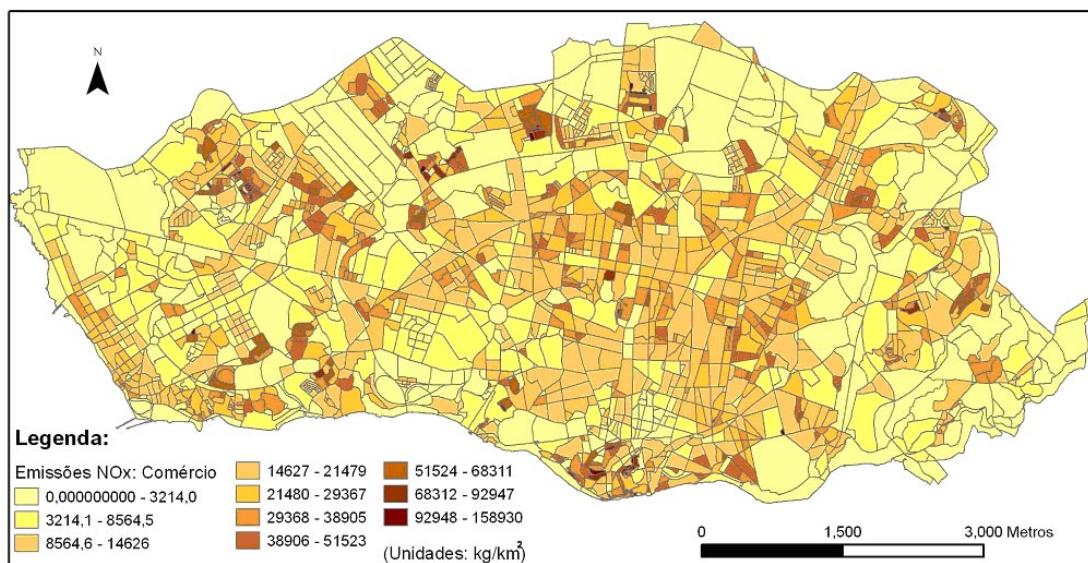 N
Legenda:
Emissões NOx: Comércio
0,000000000 - 3214,0
3214,1 - 8564,5
8564,6 - 14626
14627 - 21479
21480 - 29367
29368 - 38905
38906 - 51523
51524 - 68311
68312 - 92947
92948 - 158930
(Unidades: kg/km²)
0 1,500 3,000 Metros